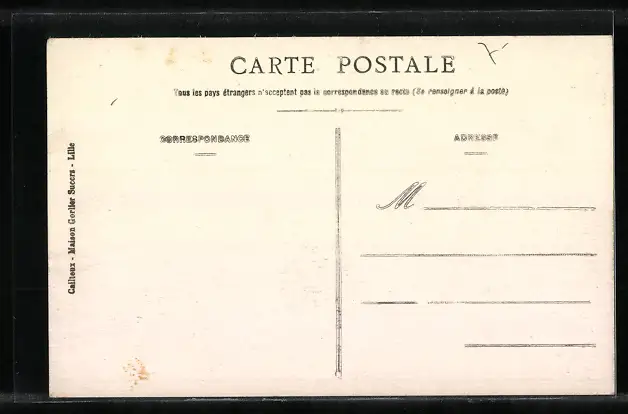 CARTE POSTALE
Tous les pays étrangers n'acceptent pas la correspondance au recto (Se renseigner à la poste)
CORRESPONDANCE
ADRESSE
M
Cailteux - Maison Gorlier Succrs - Lille